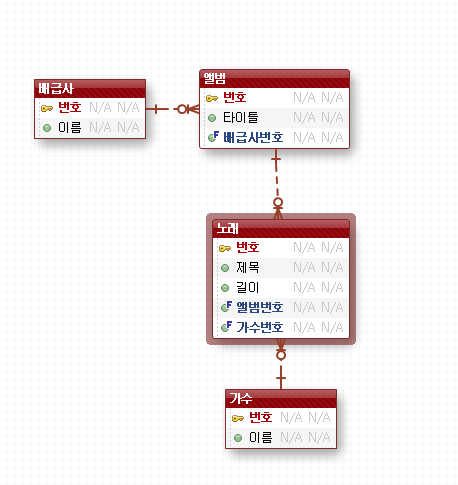 배급사
번호 N/A N/A
이름 N/A N/A
앨범
번호 N/A N/A
타이틀 N/A N/A
F 배급사번호 N/A N/A
노래
번호 N/A N/A
제목 N/A N/A
길이 N/A N/A
F 앨범번호 N/A N/A
F 가수번호 N/A N/A
가수
번호 N/A N/A
이름 N/A N/A